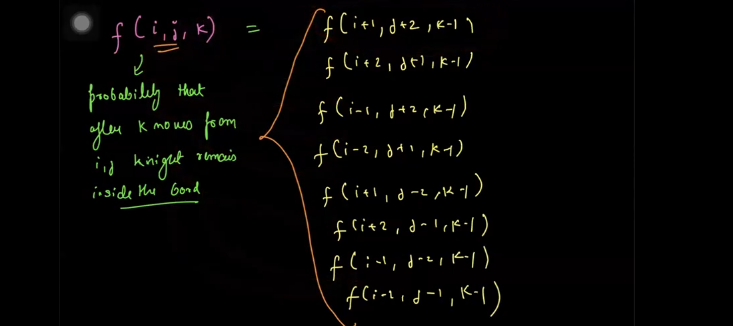 f(i,j,k) =
probability that
after K moves from
i,j knight remains
inside the board
f(i+1, j+2, k-1)
f(i+2, j+1, k-1)
f(i-1, j+2, k-1)
f(i-2, j+1, k-1)
f(i+1, j-2, k-1)
f(i+2, j-1, k-1)
f(i-1, j-2, k-1)
f(i-2, j-1, k-1)